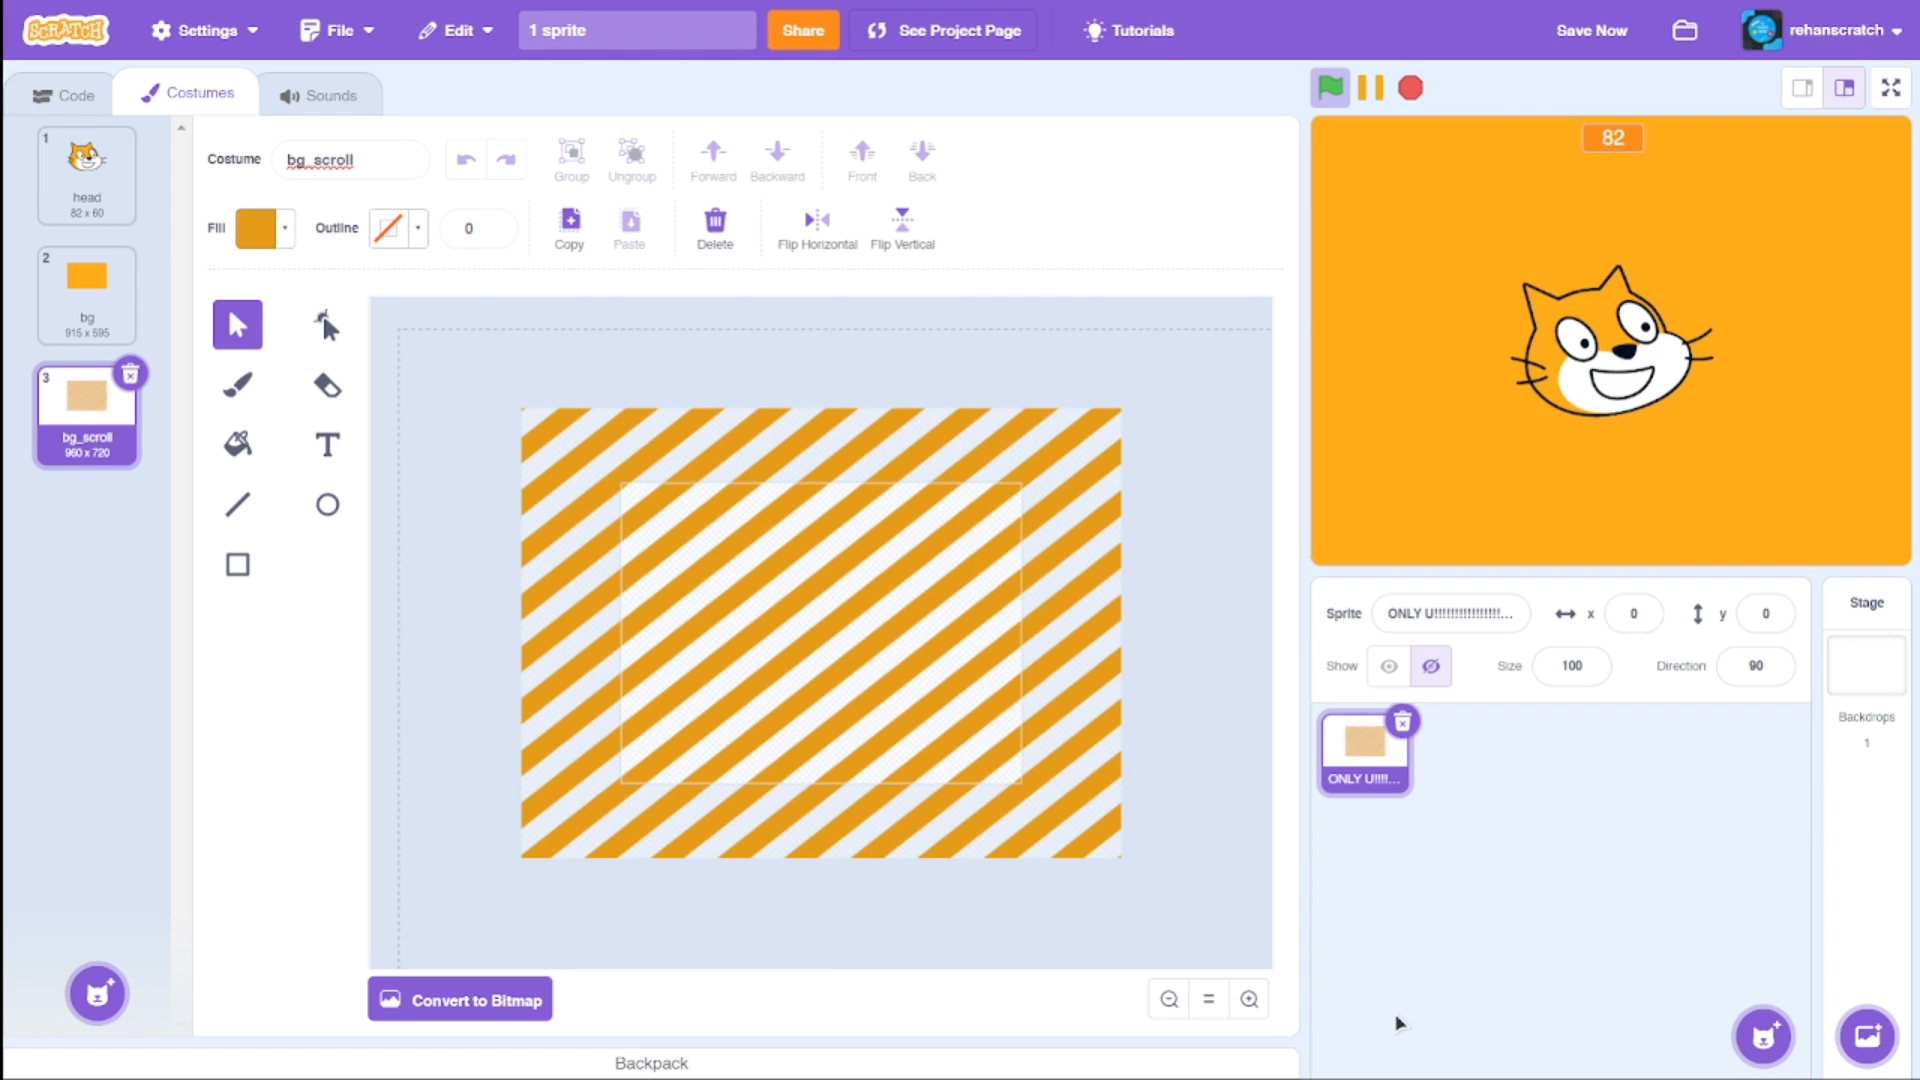 SCRATCH Settings File Edit 1 sprite Share See Project Page Tutorials Save Now rehanscratch
Code Costumes Sounds
1
head
82 x 60
2
bg
915 x 595
3
bg_scroll
960 x 720
Costume bg_scroll
Group Ungroup Forward Backward Front Back
Fill Outline 0
Copy Paste Delete Flip Horizontal Flip Vertical
T
Convert to Bitmap
Backpack
82
Sprite ONLY U!!!!!!!!!!!!!!!!!... x 0 y 0
Show Size 100 Direction 90
ONLY U!!!!...
Stage
Backdrops
1